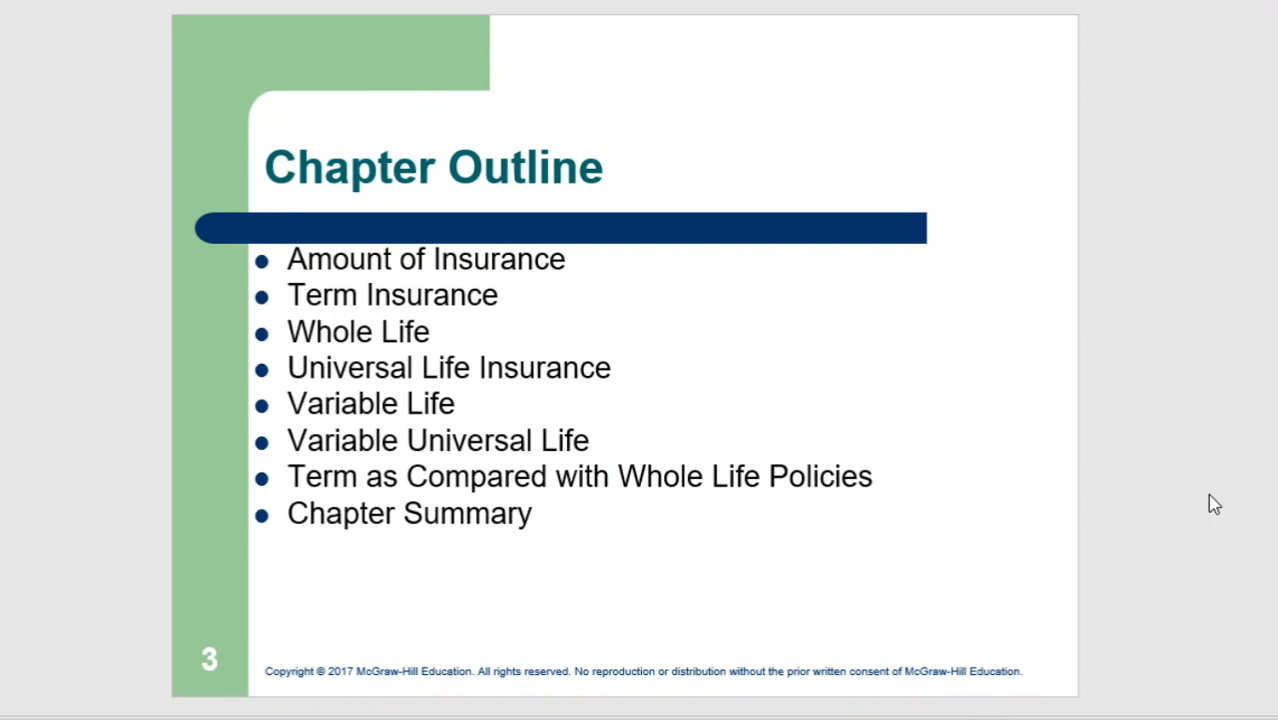 Chapter Outline
● Amount of Insurance
● Term Insurance
● Whole Life
● Universal Life Insurance
● Variable Life
● Variable Universal Life
● Term as Compared with Whole Life Policies
● Chapter Summary
3
Copyright © 2017 McGraw-Hill Education. All rights reserved. No reproduction or distribution without the prior written consent of McGraw-Hill Education.